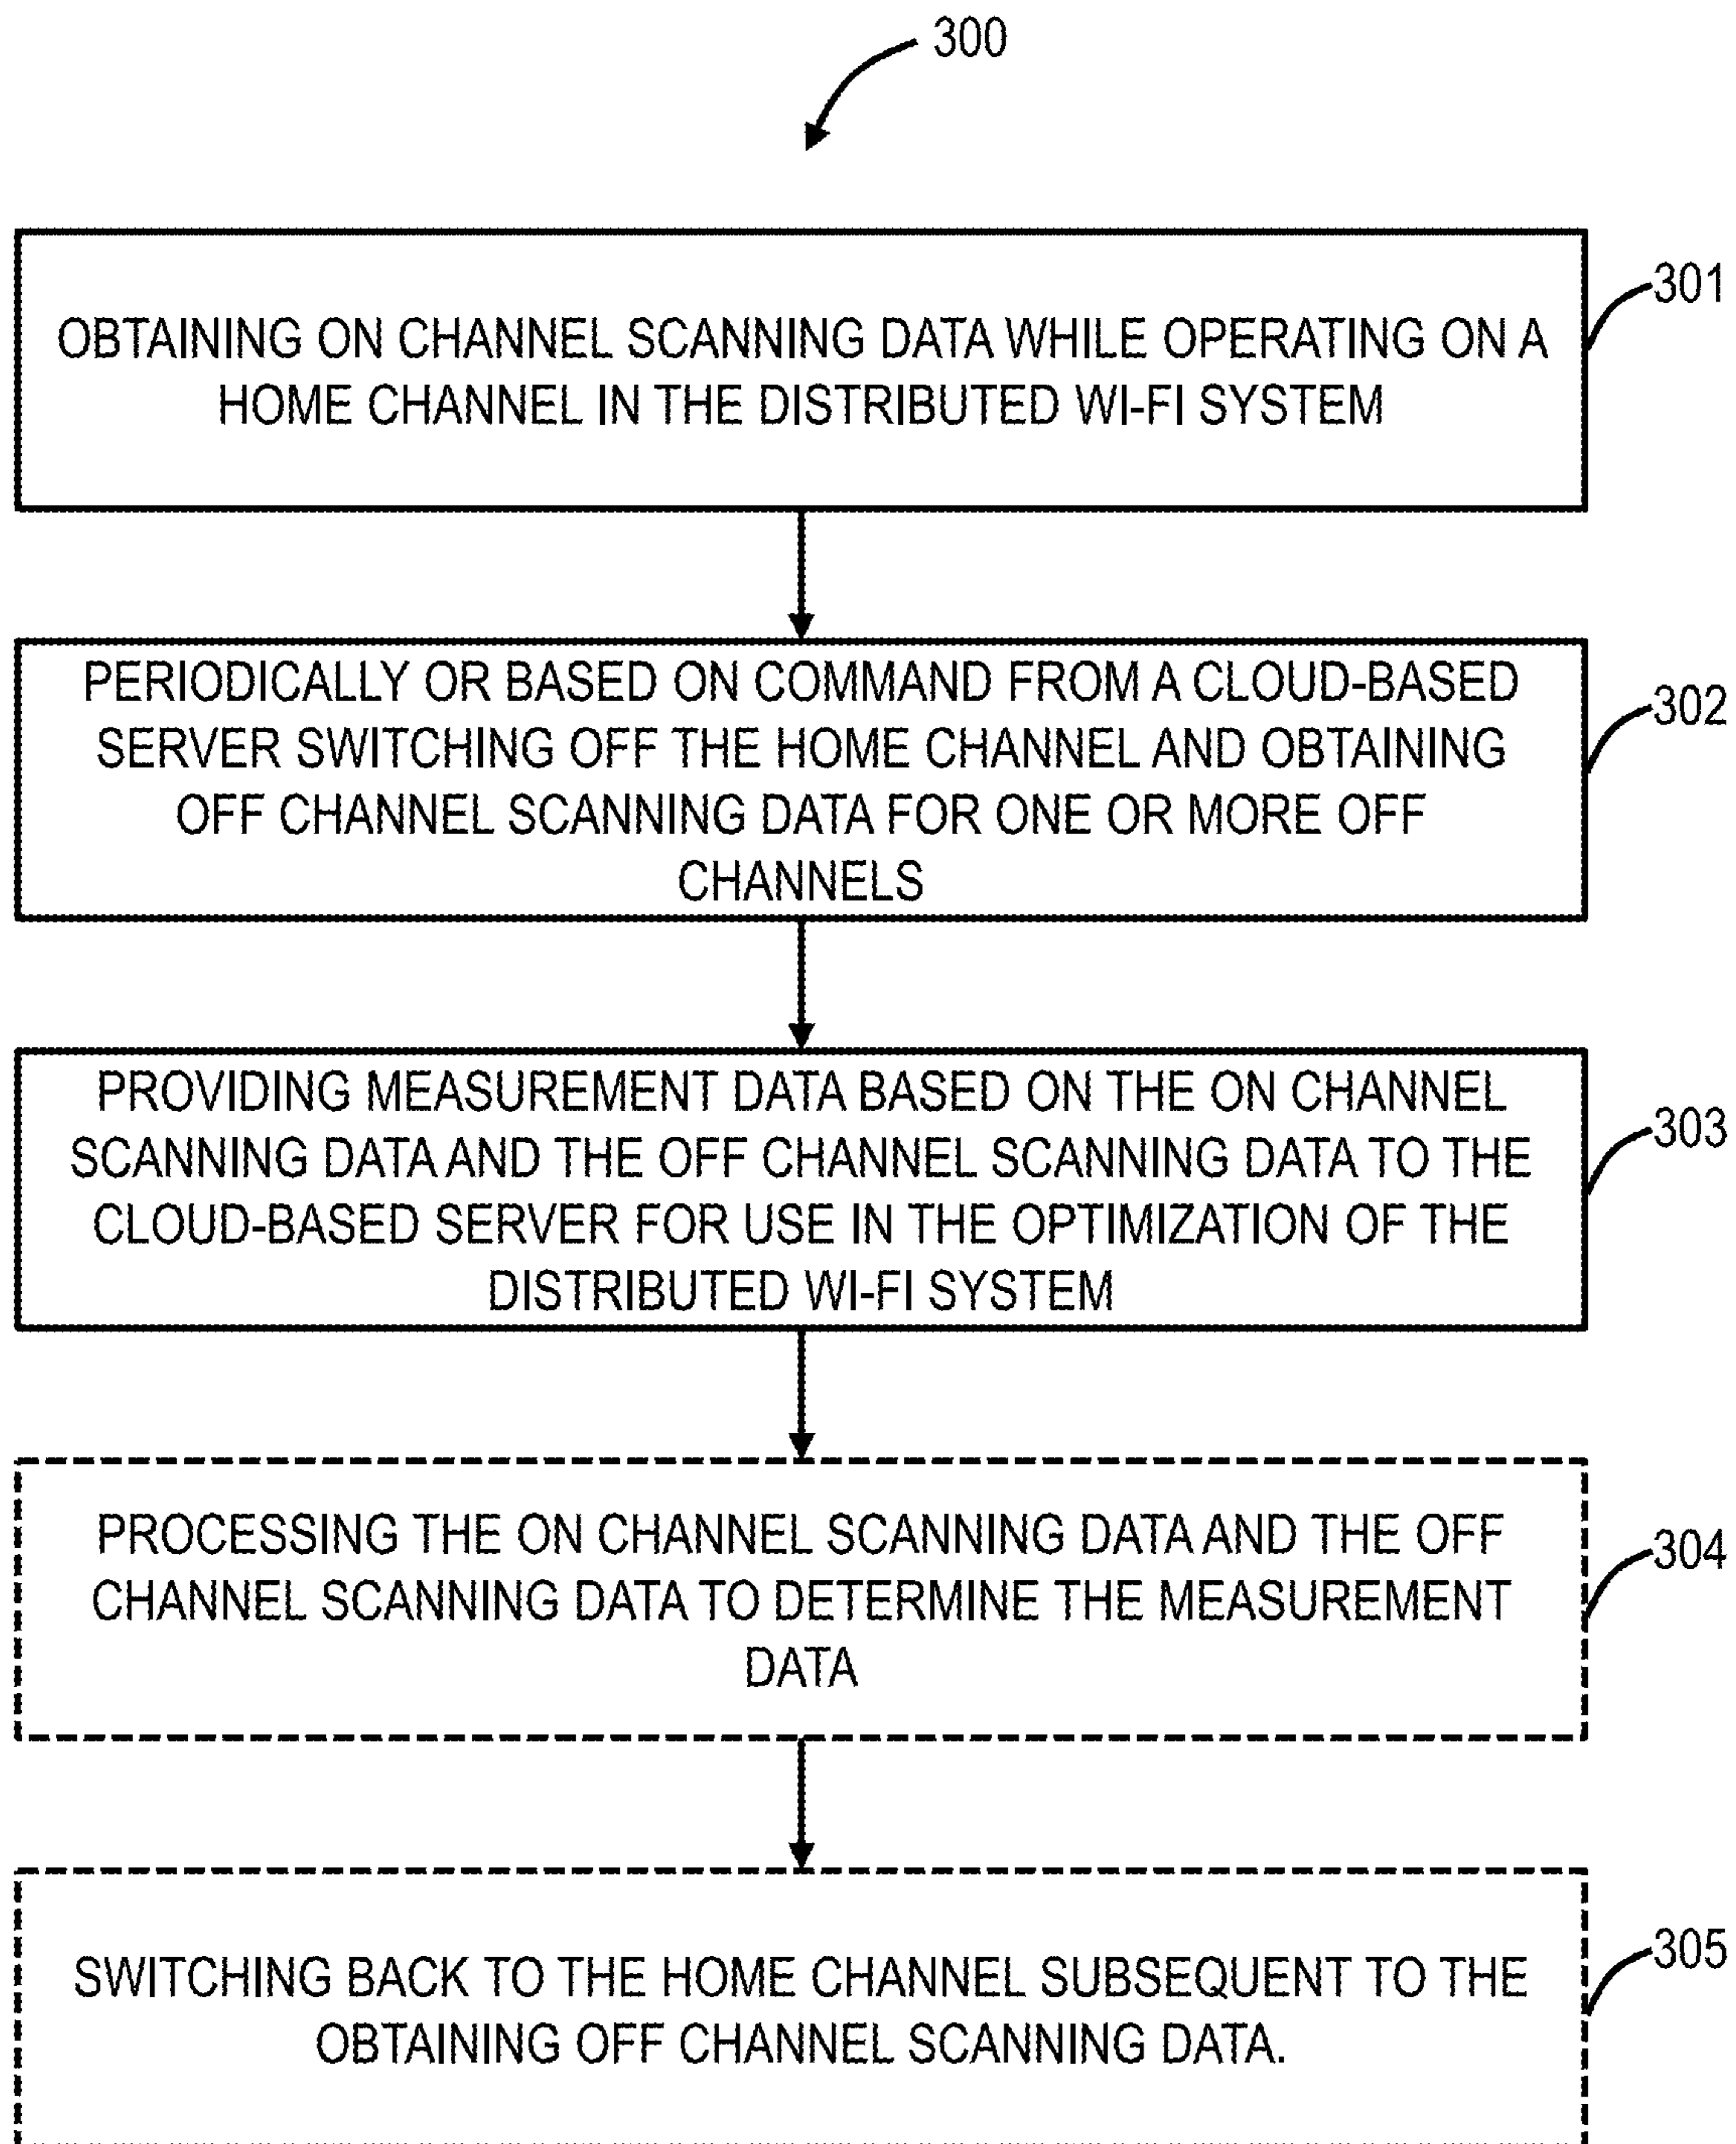 300
OBTAINING ON CHANNEL SCANNING DATA WHILE OPERATING ON A
HOME CHANNEL IN THE DISTRIBUTED WI-FI SYSTEM
301
PERIODICALLY OR BASED ON COMMAND FROM A CLOUD-BASED
SERVER SWITCHING OFF THE HOME CHANNEL AND OBTAINING
OFF CHANNEL SCANNING DATA FOR ONE OR MORE OFF
CHANNELS
302
PROVIDING MEASUREMENT DATA BASED ON THE ON CHANNEL
SCANNING DATA AND THE OFF CHANNEL SCANNING DATA TO THE
CLOUD-BASED SERVER FOR USE IN THE OPTIMIZATION OF THE
DISTRIBUTED WI-FI SYSTEM
303
PROCESSING THE ON CHANNEL SCANNING DATA AND THE OFF
CHANNEL SCANNING DATA TO DETERMINE THE MEASUREMENT
DATA
304
SWITCHING BACK TO THE HOME CHANNEL SUBSEQUENT TO THE
OBTAINING OFF CHANNEL SCANNING DATA.
305